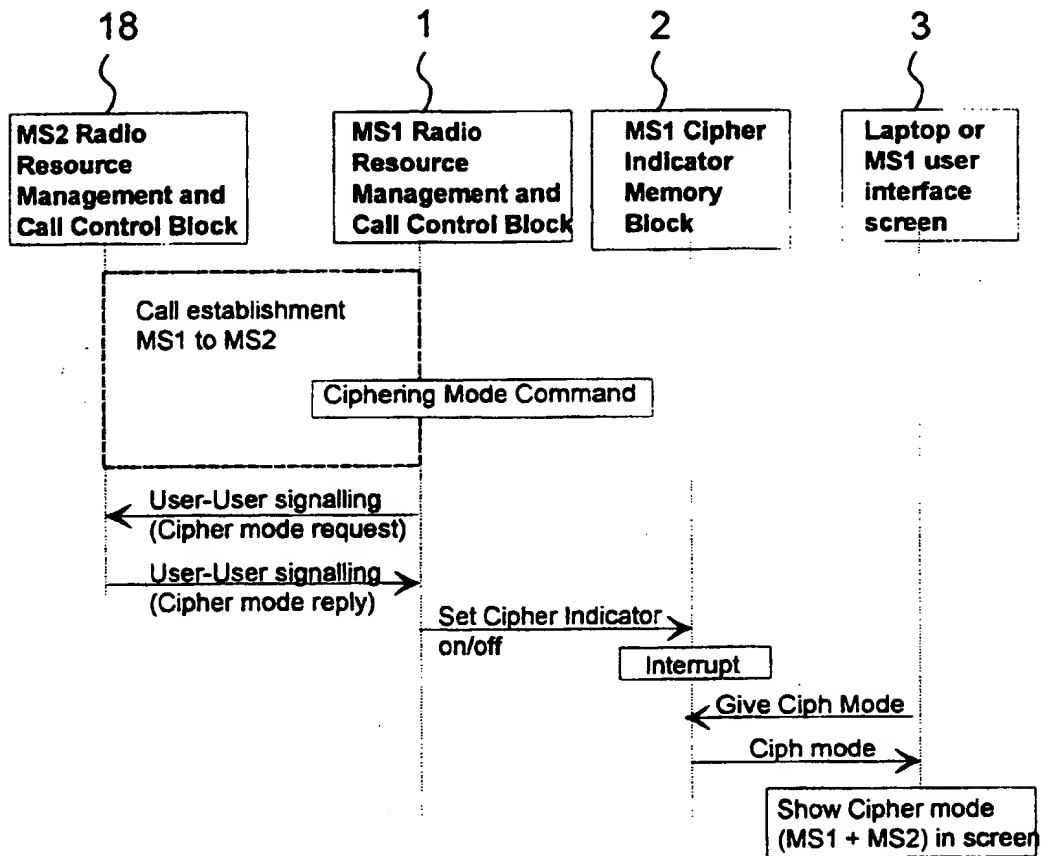 18
1
2
3
MS2 Radio
Resource
Management and
Call Control Block
MS1 Radio
Resource
Management and
Call Control Block
MS1 Cipher
Indicator
Memory
Block
Laptop or
MS1 user
interface
screen
Call establishment
MS1 to MS2
Ciphering Mode Command
User-User signalling
(Cipher mode request)
User-User signalling
(Cipher mode reply)
Set Cipher Indicator
on/off
Interrupt
Give Ciph Mode
Ciph mode
Show Cipher mode
(MS1 + MS2) in screen